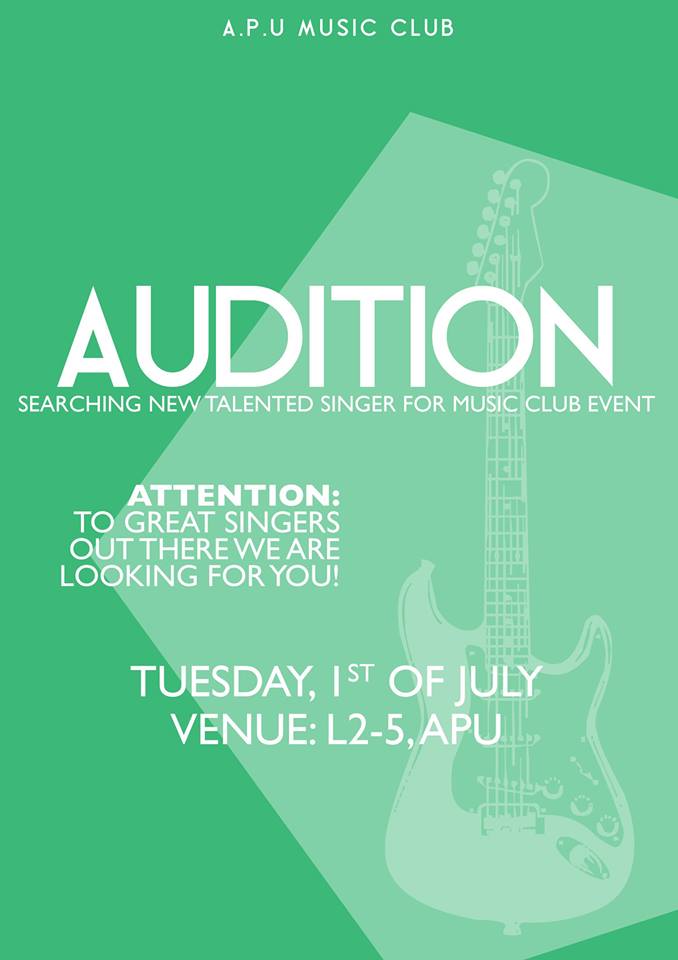 A.P.U MUSIC CLUB
AUDITION
SEARCHING NEW TALENTED SINGER FOR MUSIC CLUB EVENT
ATTENTION:
TO GREAT SINGERS
OUT THERE WE ARE
LOOKING FOR YOU!
TUESDAY, 1ST OF JULY
VENUE: L2-5, APU